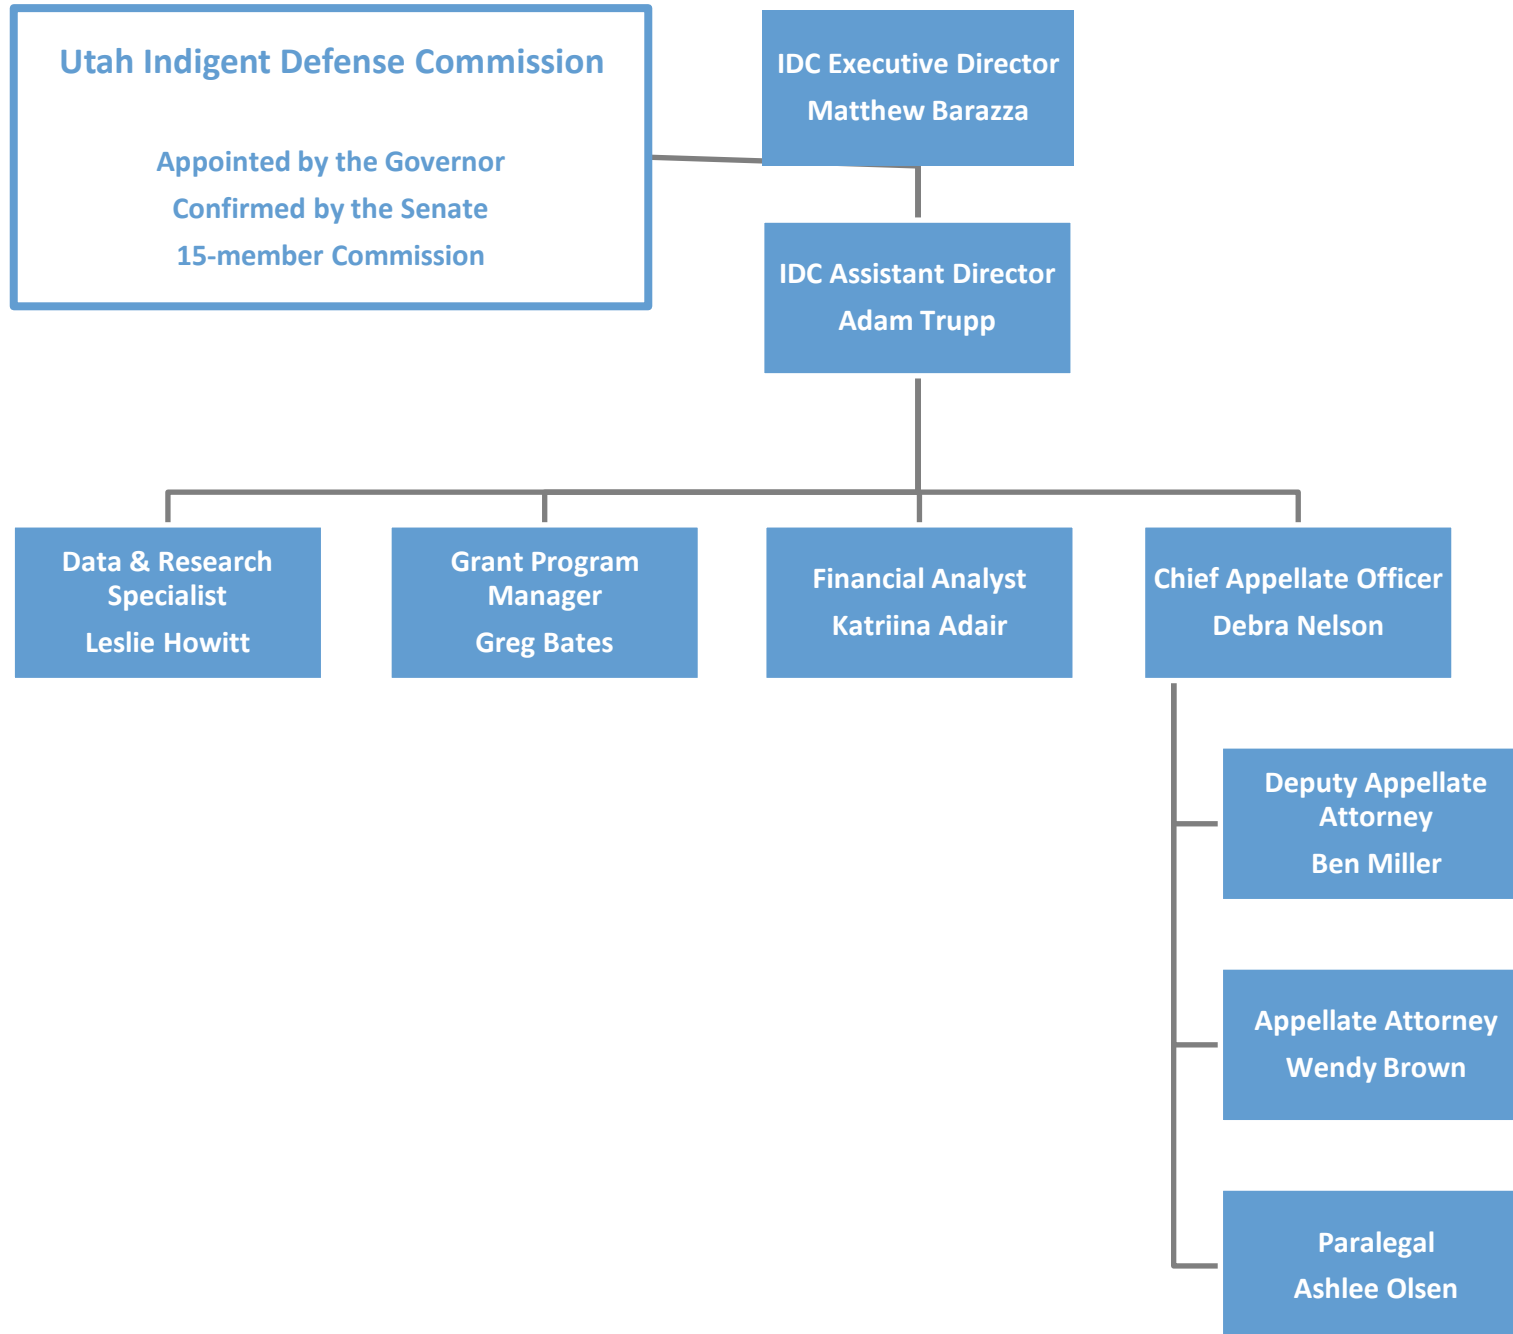 Utah Indigent Defense Commission
Appointed by the Governor
Confirmed by the Senate
15-member Commission
IDC Executive Director
Matthew Barazza
IDC Assistant Director
Adam Trupp
Data & Research
Specialist
Leslie Howitt
Grant Program
Manager
Greg Bates
Financial Analyst
Katriina Adair
Chief Appellate Officer
Debra Nelson
Deputy Appellate
Attorney
Ben Miller
Appellate Attorney
Wendy Brown
Paralegal
Ashlee Olsen